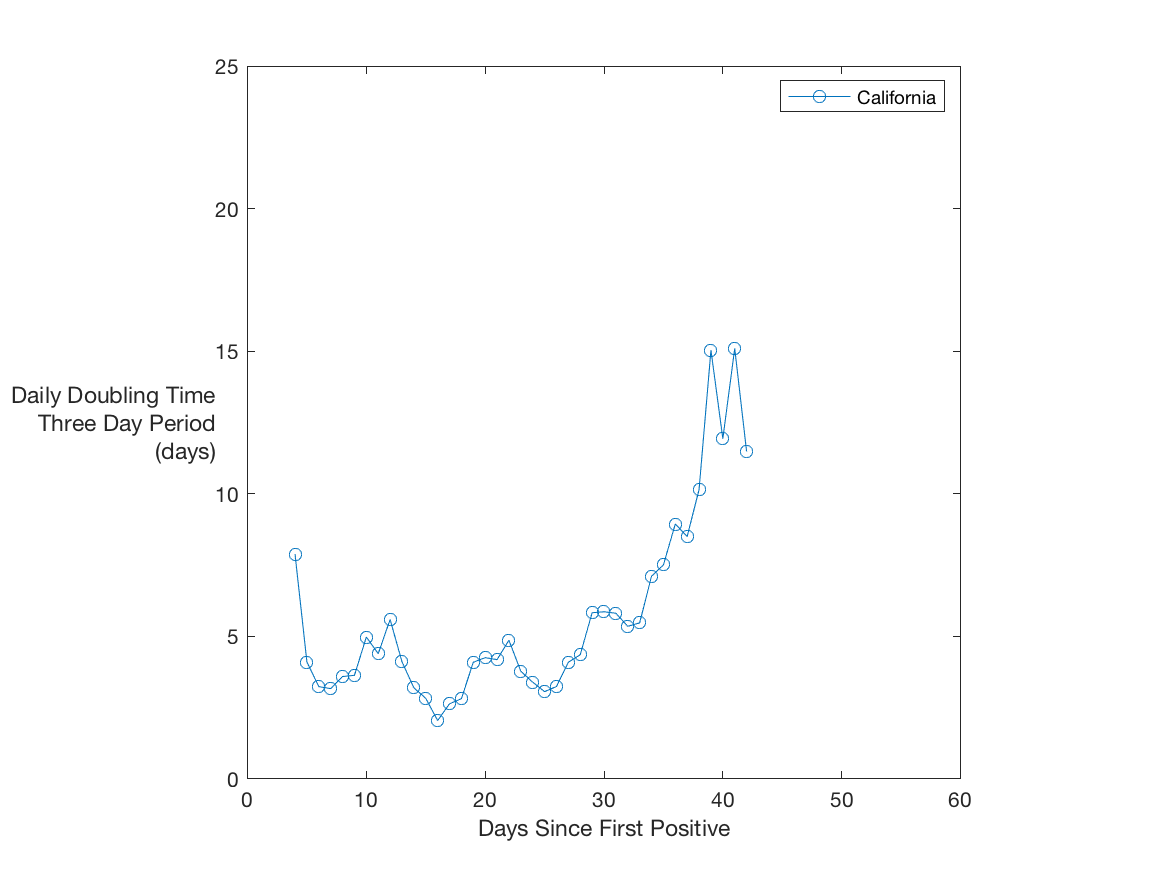 25
California
20
15
Daily Doubling Time
Three Day Period
(days)
10
5
0
0 10 20 30 40 50 60
Days Since First Positive